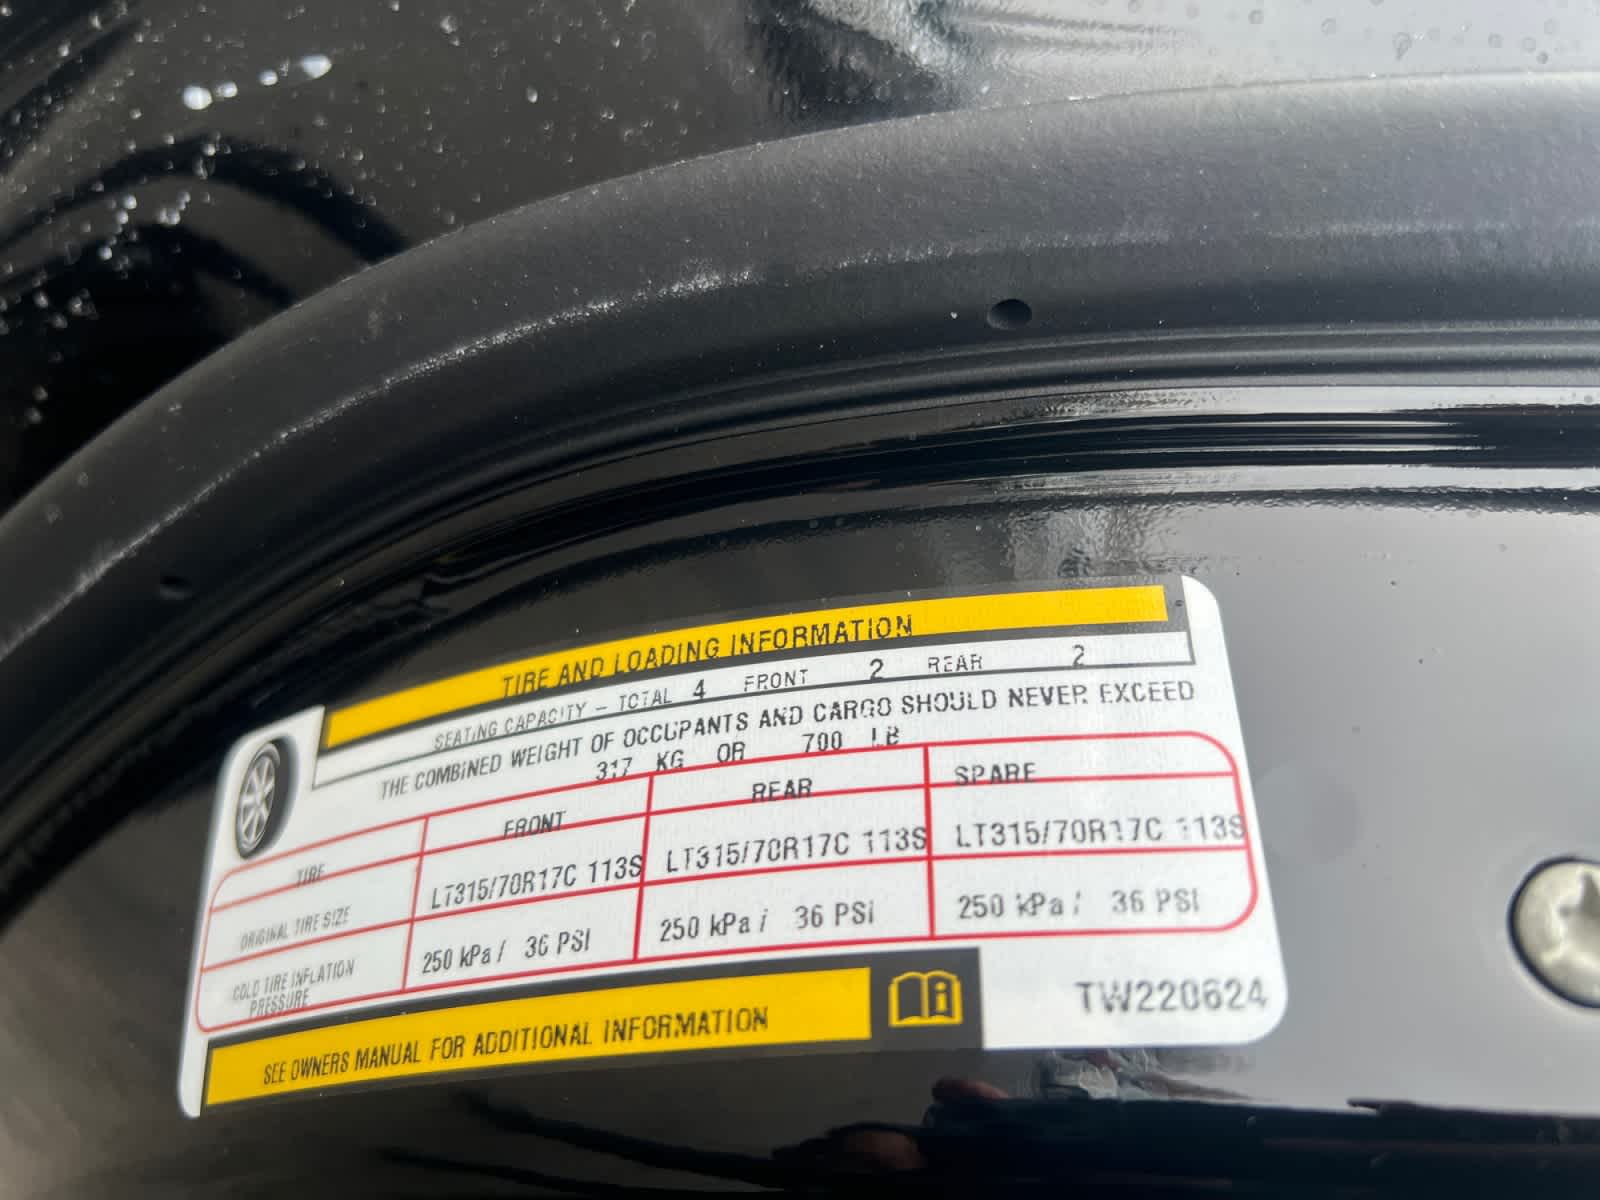 TIRE AND LOADING INFORMATION
SEATING CAPACITY – TOTAL 4 FRONT 2 REAR 2
THE COMBINED WEIGHT OF OCCUPANTS AND CARGO SHOULD NEVER EXCEED
317 KG OR 700 LB
TIRE FRONT REAR SPARE
ORIGINAL TIRE SIZE LT315/70R17C 113S LT315/70R17C 113S LT315/70R17C 113S
COLD TIRE INFLATION
PRESSURE 250 kPa / 36 PSI 250 kPa / 36 PSI 250 kPa / 36 PSI
SEE OWNERS MANUAL FOR ADDITIONAL INFORMATION
TW220624